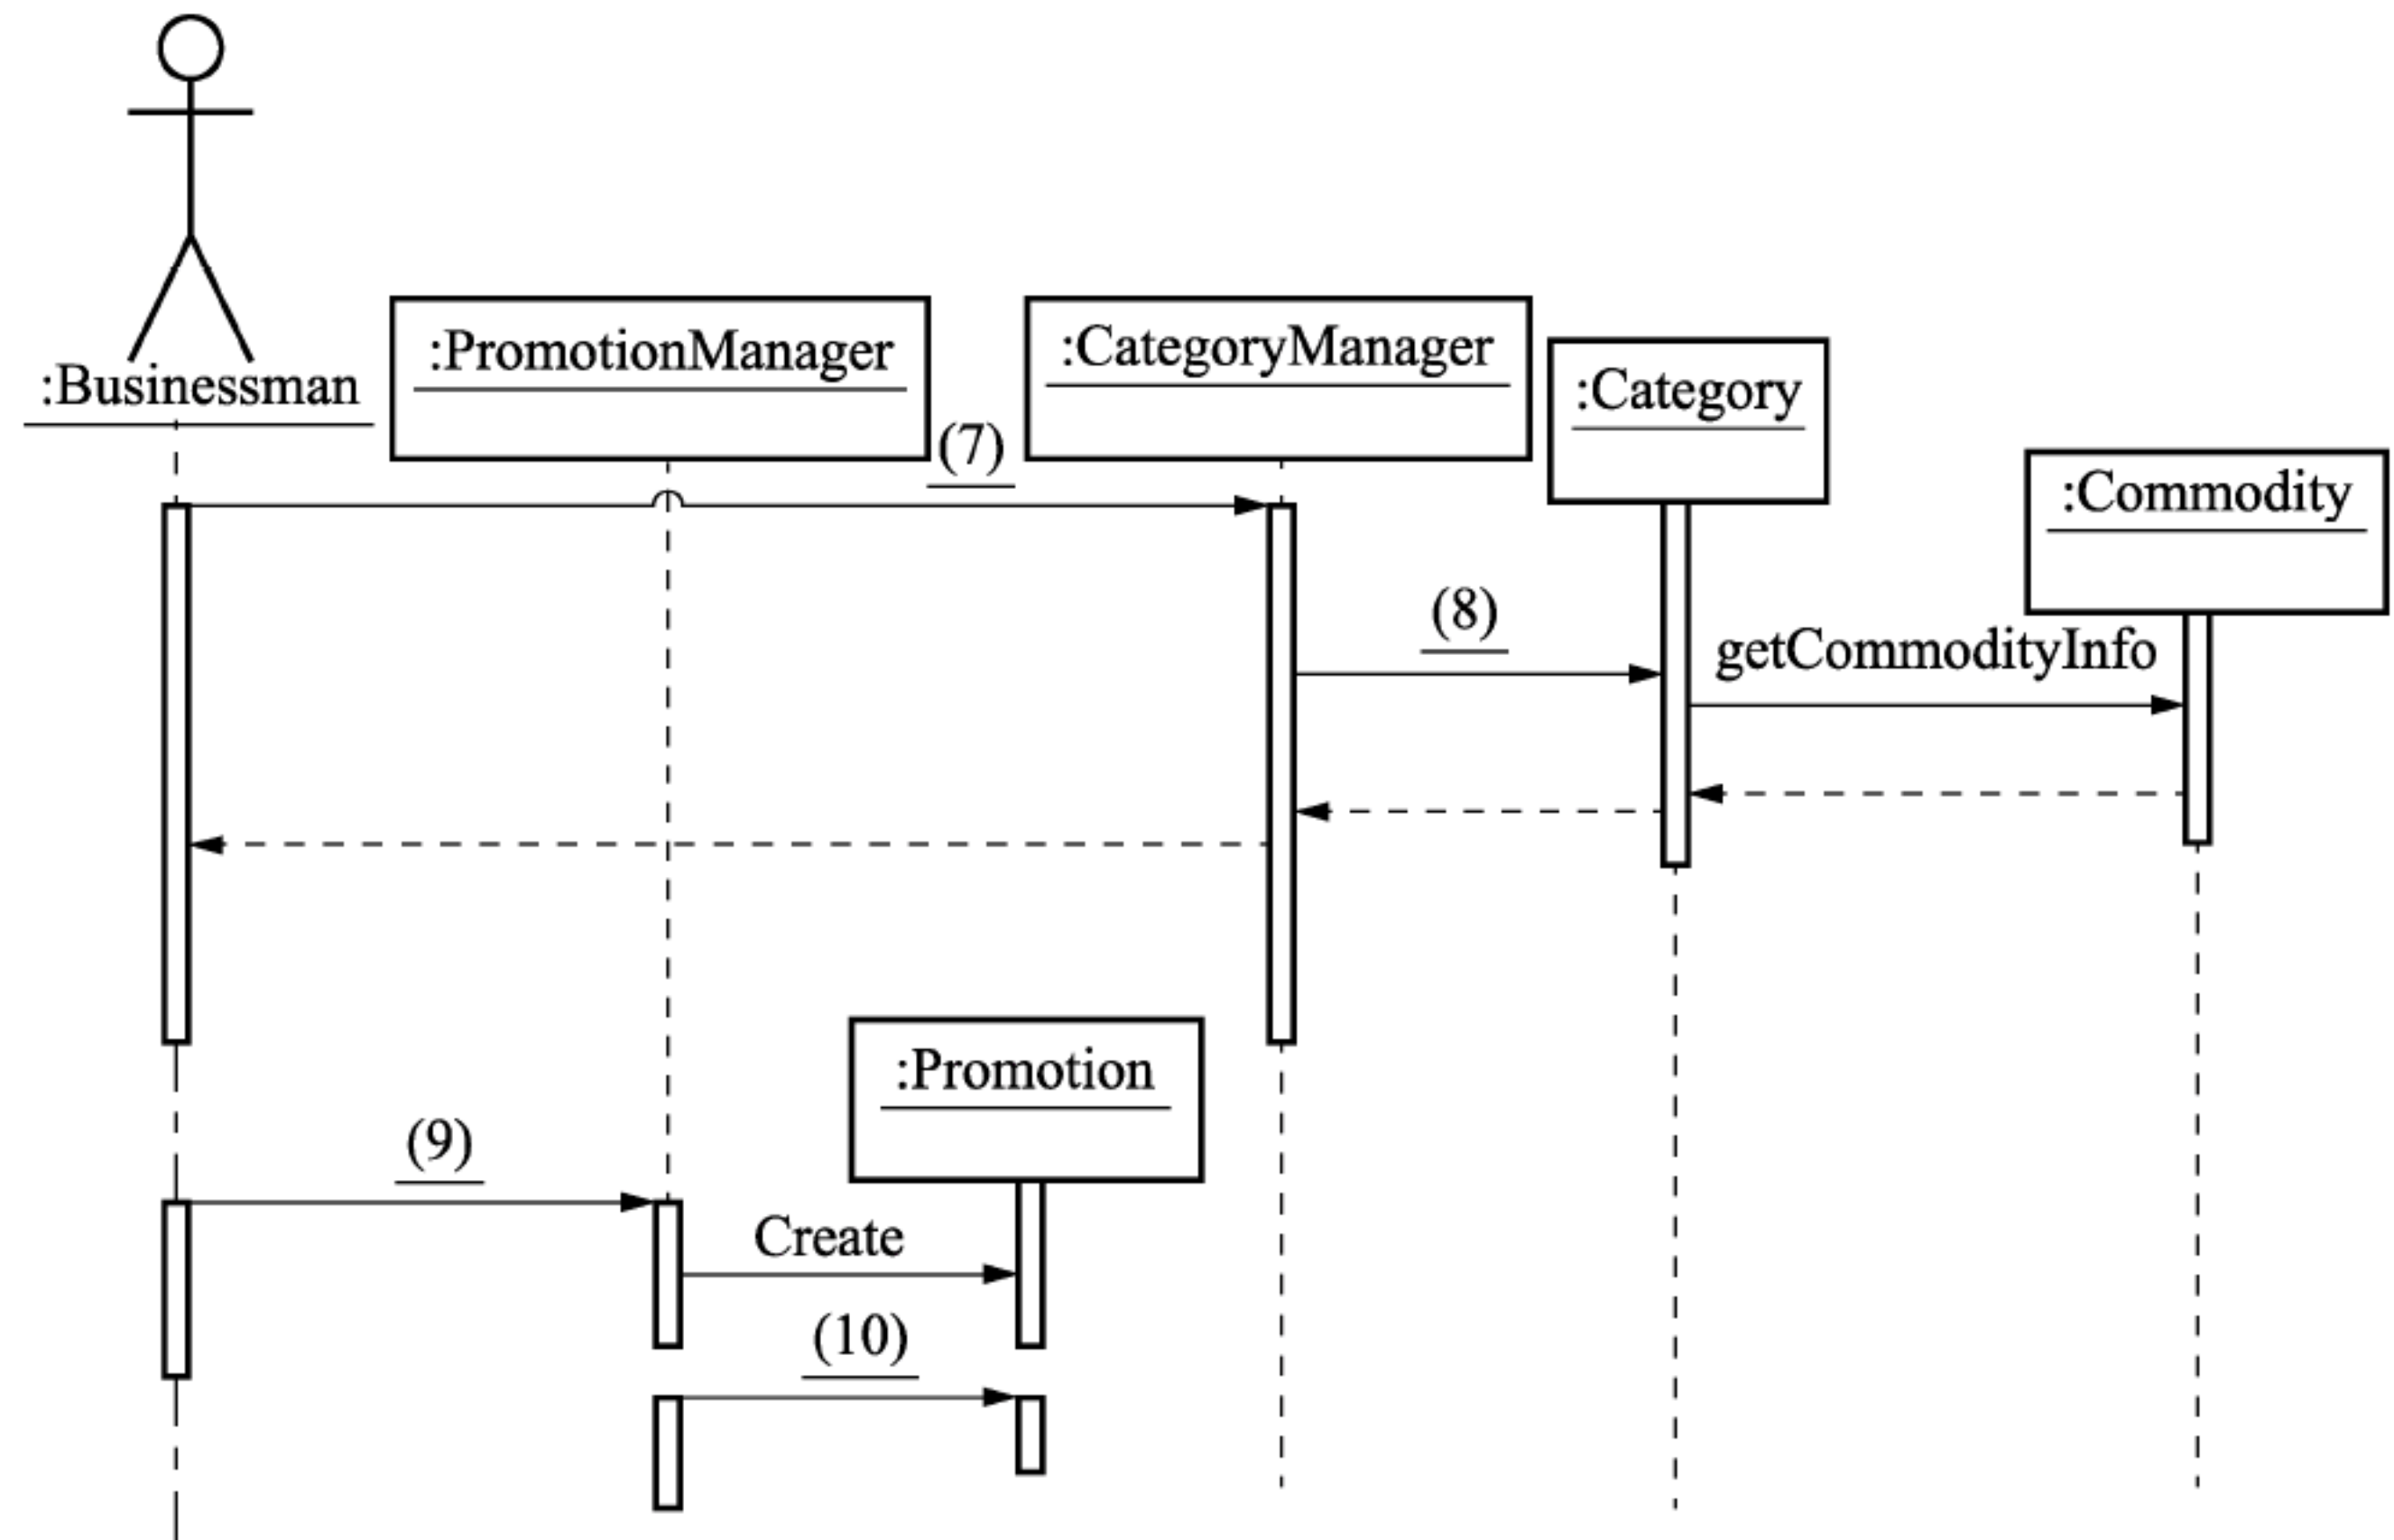 :Businessman
:PromotionManager
:CategoryManager
:Category
:Commodity
(7)
(8)
getCommodityInfo
:Promotion
(9)
Create
(10)